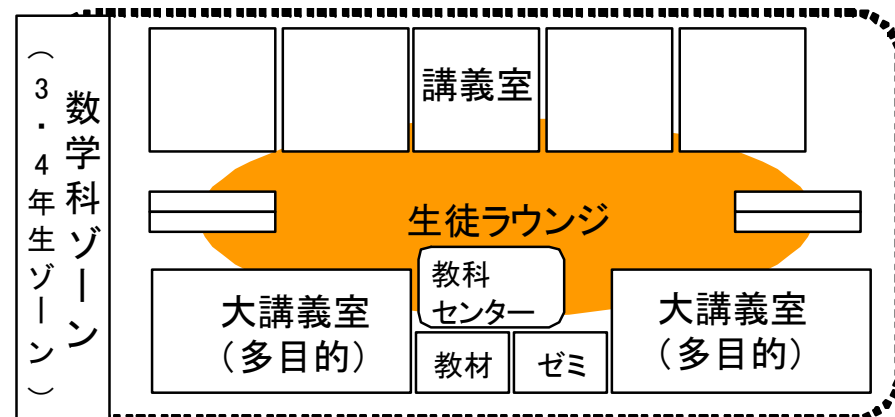 数学科ゾーン
（３・４年生ゾーン）
講義室
生徒ラウンジ
教科
センター
大講義室
（多目的）
教材
ゼミ
大講義室
（多目的）